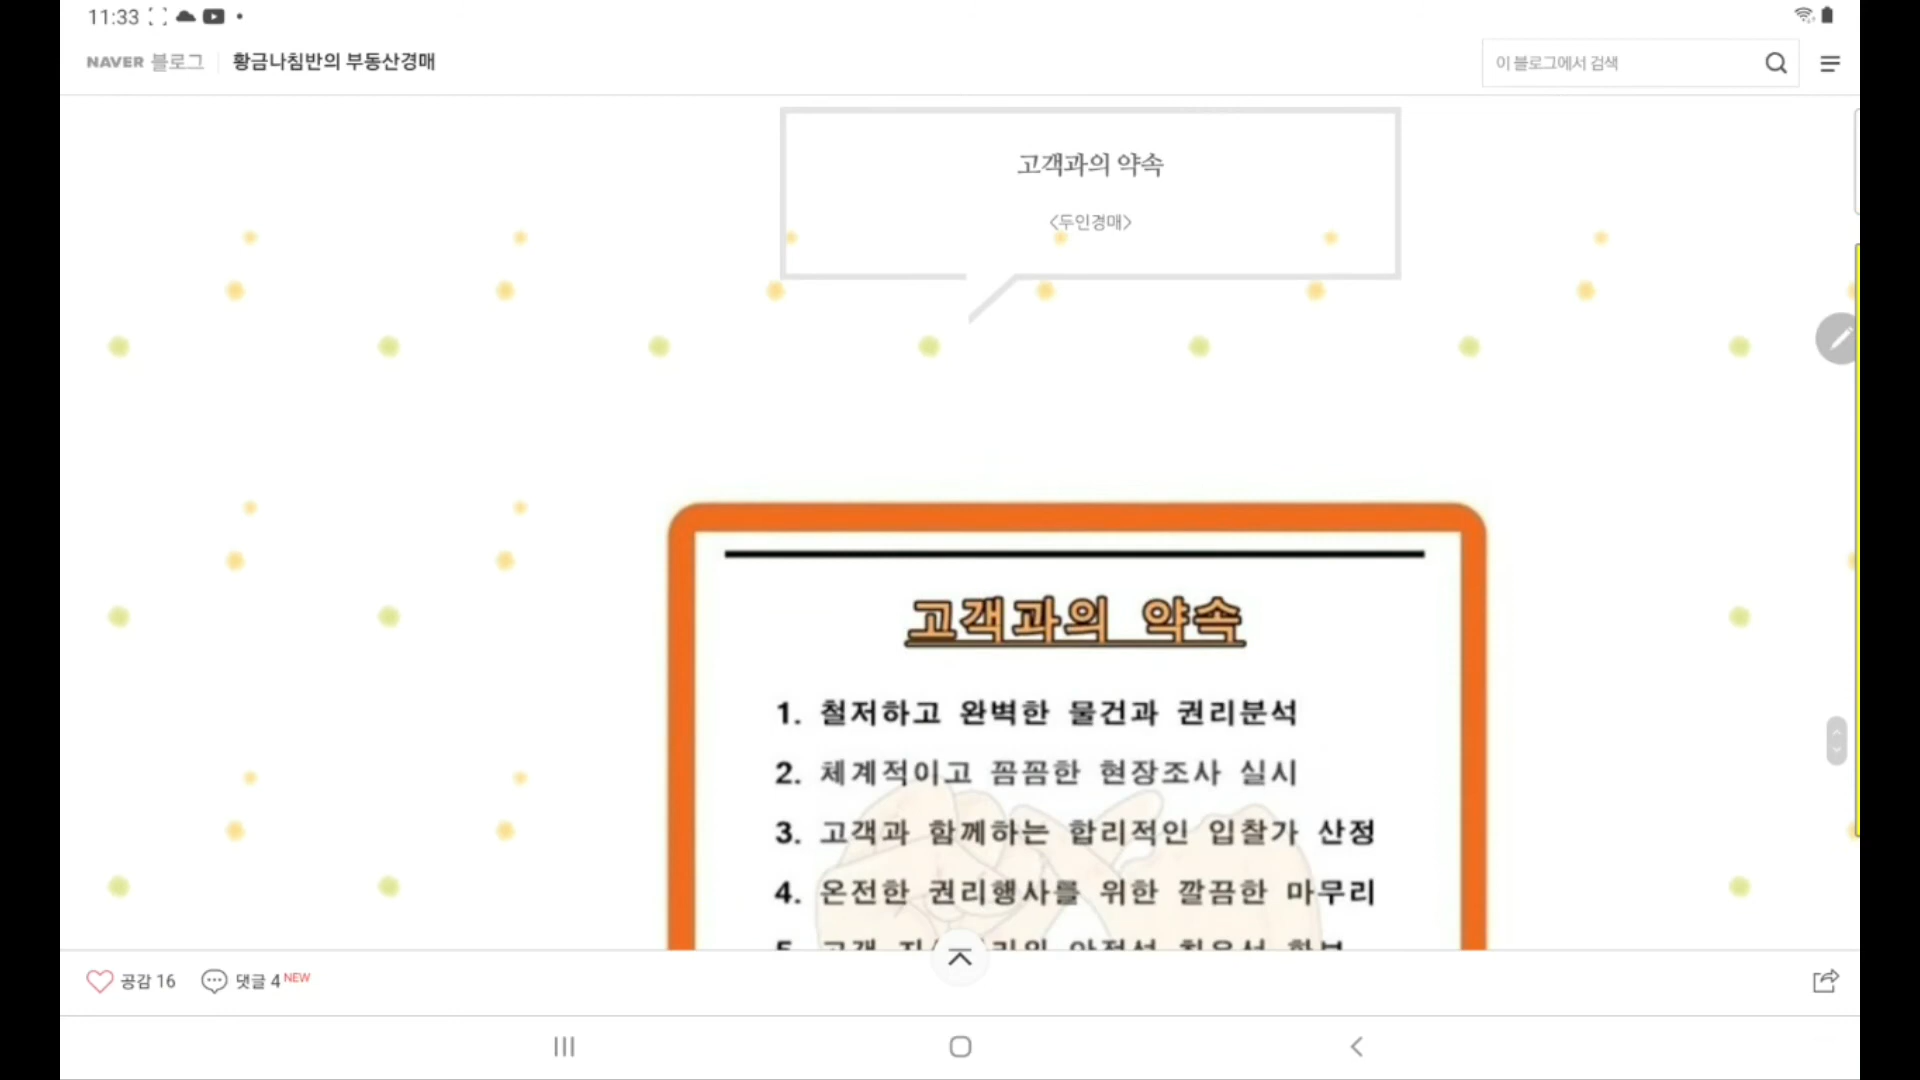 11:33
NAVER 블로그 황금나침반의 부동산경매
이 블로그에서 검색
고객과의 약속
<두인경매>
고객과의 약속
1. 철저하고 완벽한 물건과 권리분석
2. 체계적이고 꼼꼼한 현장조사 실시
3. 고객과 함께하는 합리적인 입찰가 산정
4. 온전한 권리행사를 위한 깔끔한 마무리
공감 16 댓글 4 NEW